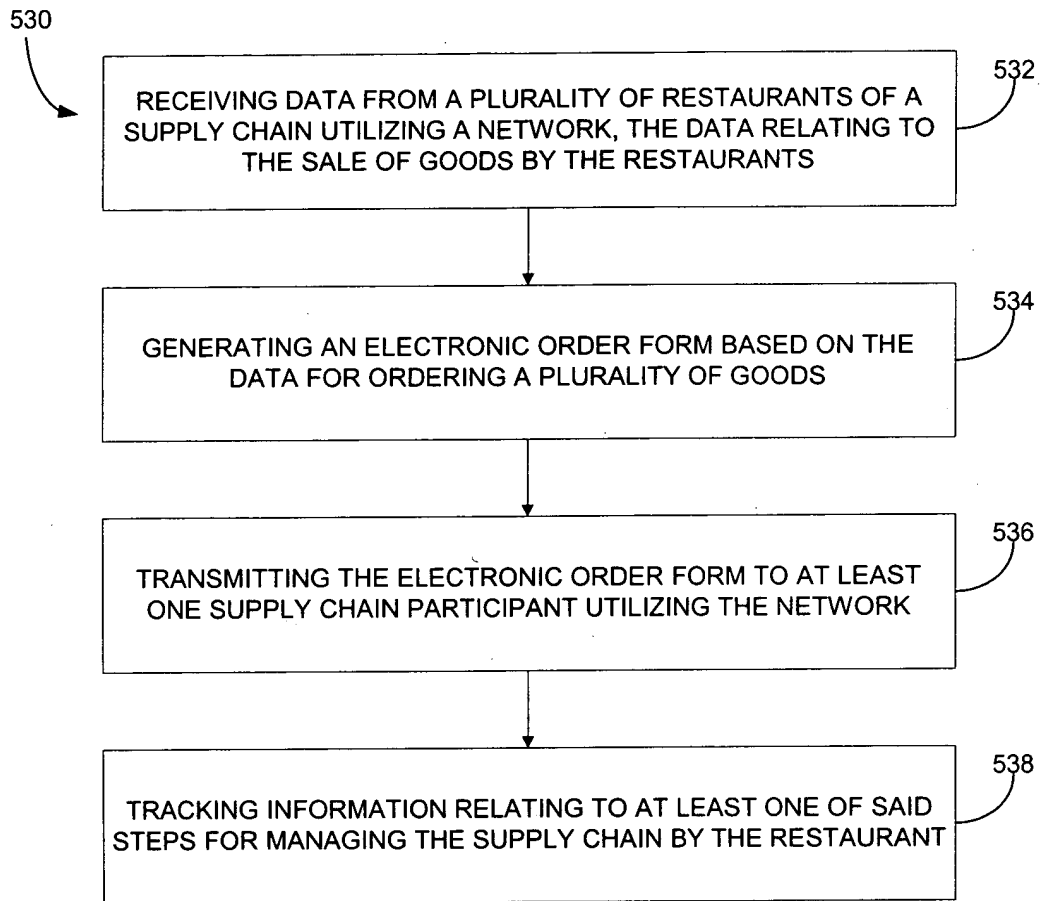 530
532
RECEIVING DATA FROM A PLURALITY OF RESTAURANTS OF A
SUPPLY CHAIN UTILIZING A NETWORK, THE DATA RELATING TO
THE SALE OF GOODS BY THE RESTAURANTS
534
GENERATING AN ELECTRONIC ORDER FORM BASED ON THE
DATA FOR ORDERING A PLURALITY OF GOODS
536
TRANSMITTING THE ELECTRONIC ORDER FORM TO AT LEAST
ONE SUPPLY CHAIN PARTICIPANT UTILIZING THE NETWORK
538
TRACKING INFORMATION RELATING TO AT LEAST ONE OF SAID
STEPS FOR MANAGING THE SUPPLY CHAIN BY THE RESTAURANT